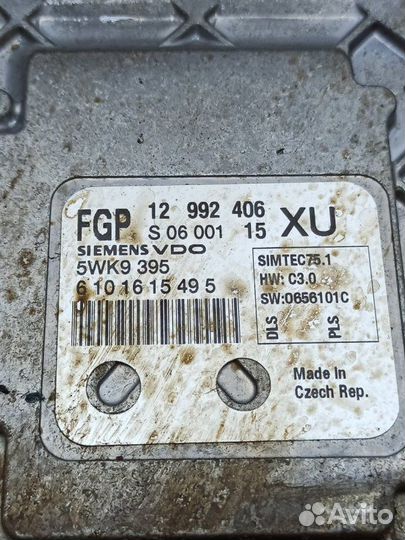 FGP 12 992 406 XU
S 06 001 15
SIEMENS VDO
5WK9 395
6 10 16 15 49 5
SIMTEC75.1
HW: C3.0
SW:0656101C
DLS PLS
Made in
Czech Rep.
Avito